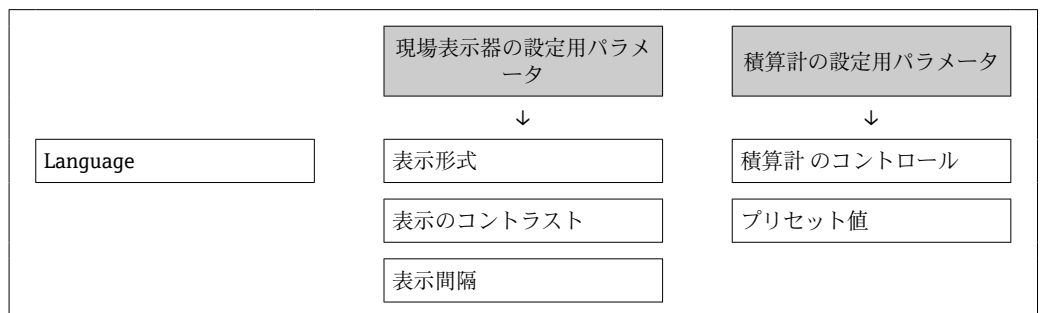 現場表示器の設定用パラメ
ータ
積算計の設定用パラメータ
↓
↓
Language
表示形式
積算計 のコントロール
表示のコントラスト
プリセット値
表示間隔